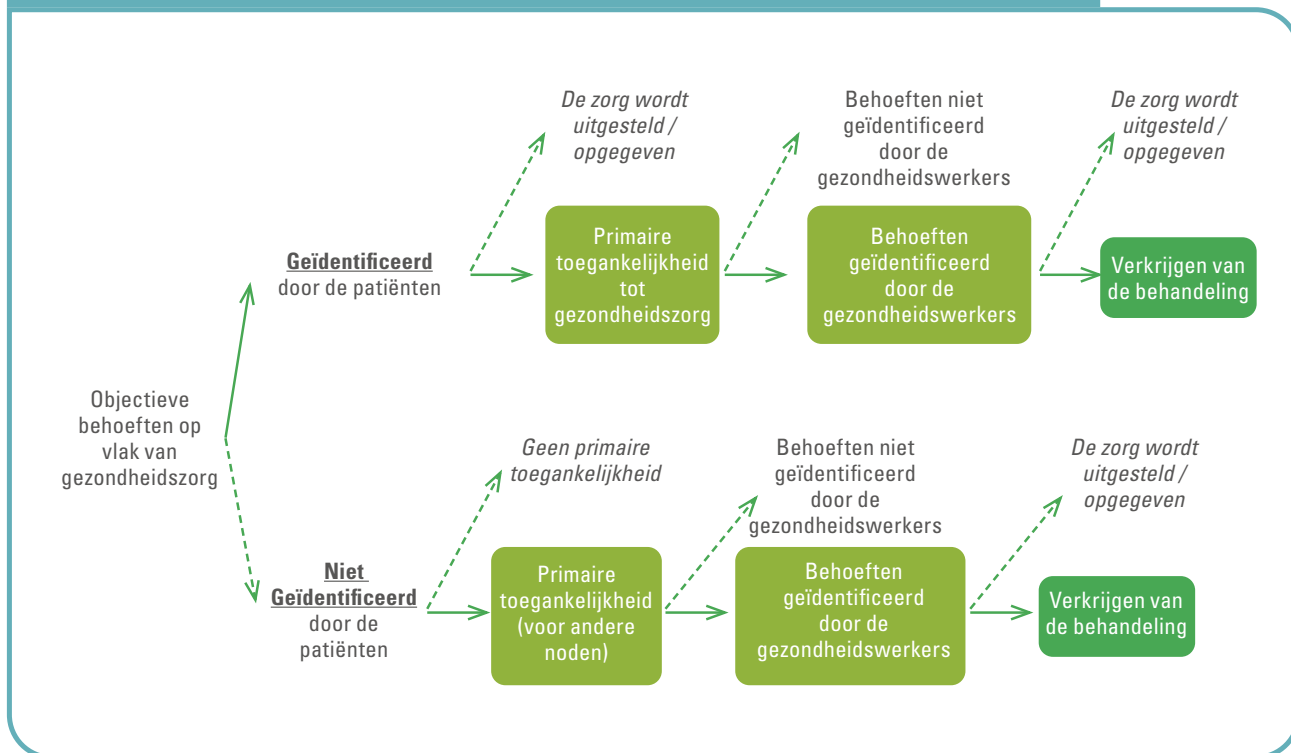 De zorg wordt
uitgesteld /
opgegeven
Behoeften niet
geïdentificeerd
door de
gezondheidswerkers
De zorg wordt
uitgesteld /
opgegeven
Geïdentificeerd
door de patiënten
Primaire
toegankelijkheid
tot
gezondheidszorg
Behoeften
geïdentificeerd
door de
gezondheidswerkers
Verkrijgen van
de behandeling
Objectieve
behoeften op
vlak van
gezondheidszorg
Geen primaire
toegankelijkheid
Behoeften niet
geïdentificeerd
door de
gezondheidswerkers
De zorg wordt
uitgesteld /
opgegeven
Niet
Geïdentificeerd
door de
patiënten
Primaire
toegankelijkheid
(voor andere
noden)
Behoeften
geïdentificeerd
door de
gezondheidswerkers
Verkrijgen van
de behandeling